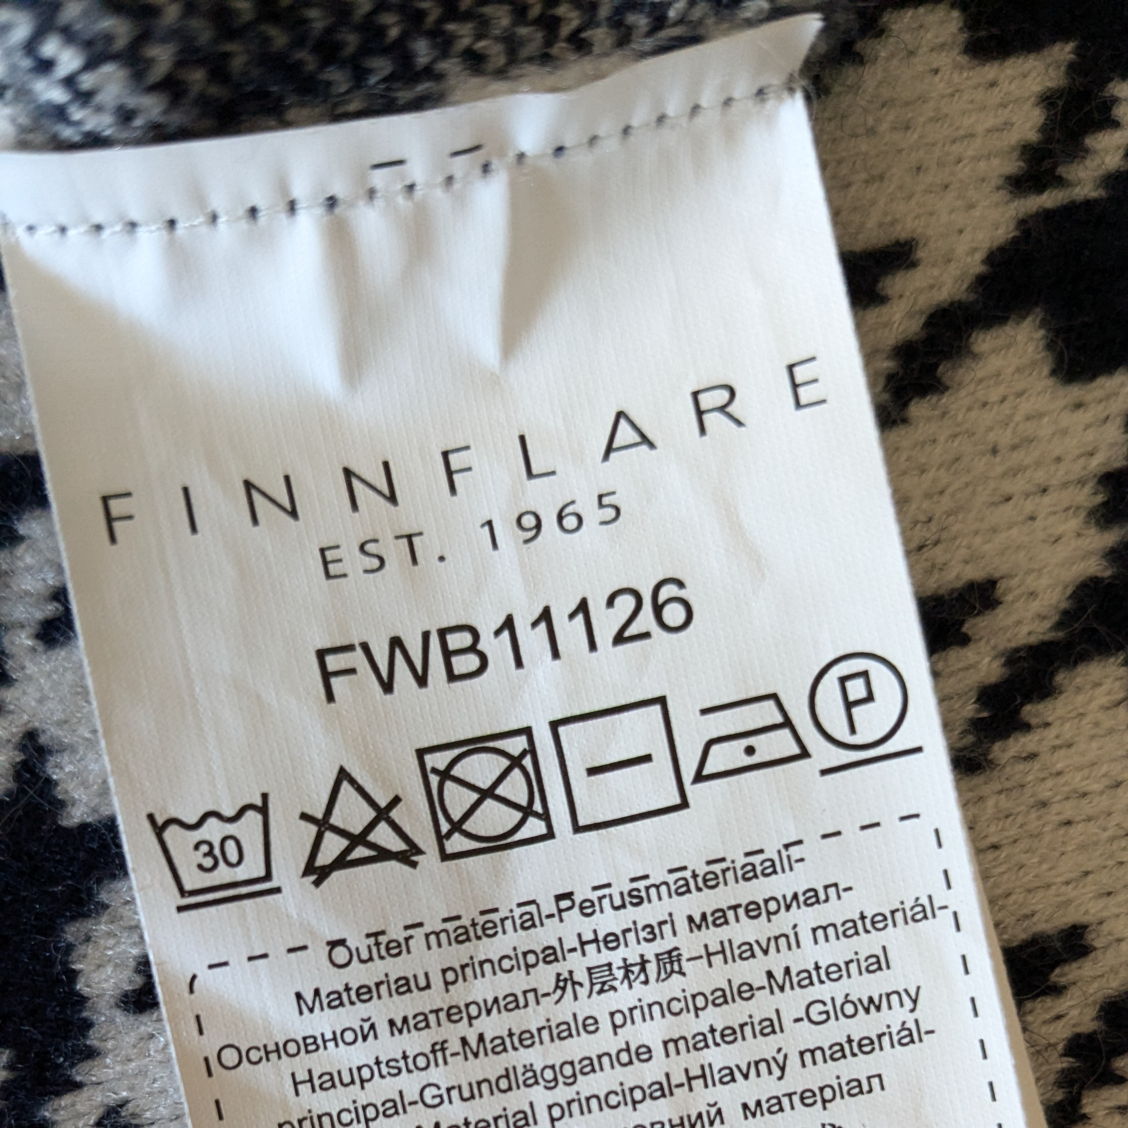 FINNFLARE
EST. 1965
FWB11126
30
P
Outer material-Perusmateriaali-
Materiau principal-Негізгі материал-
Основной материал-外层材质-Hlavní materiál-
Hauptstoff-Materiale principale-Material
principal-Grundläggande material -Główny
Material principal-Hlavný materiál-
матеріал